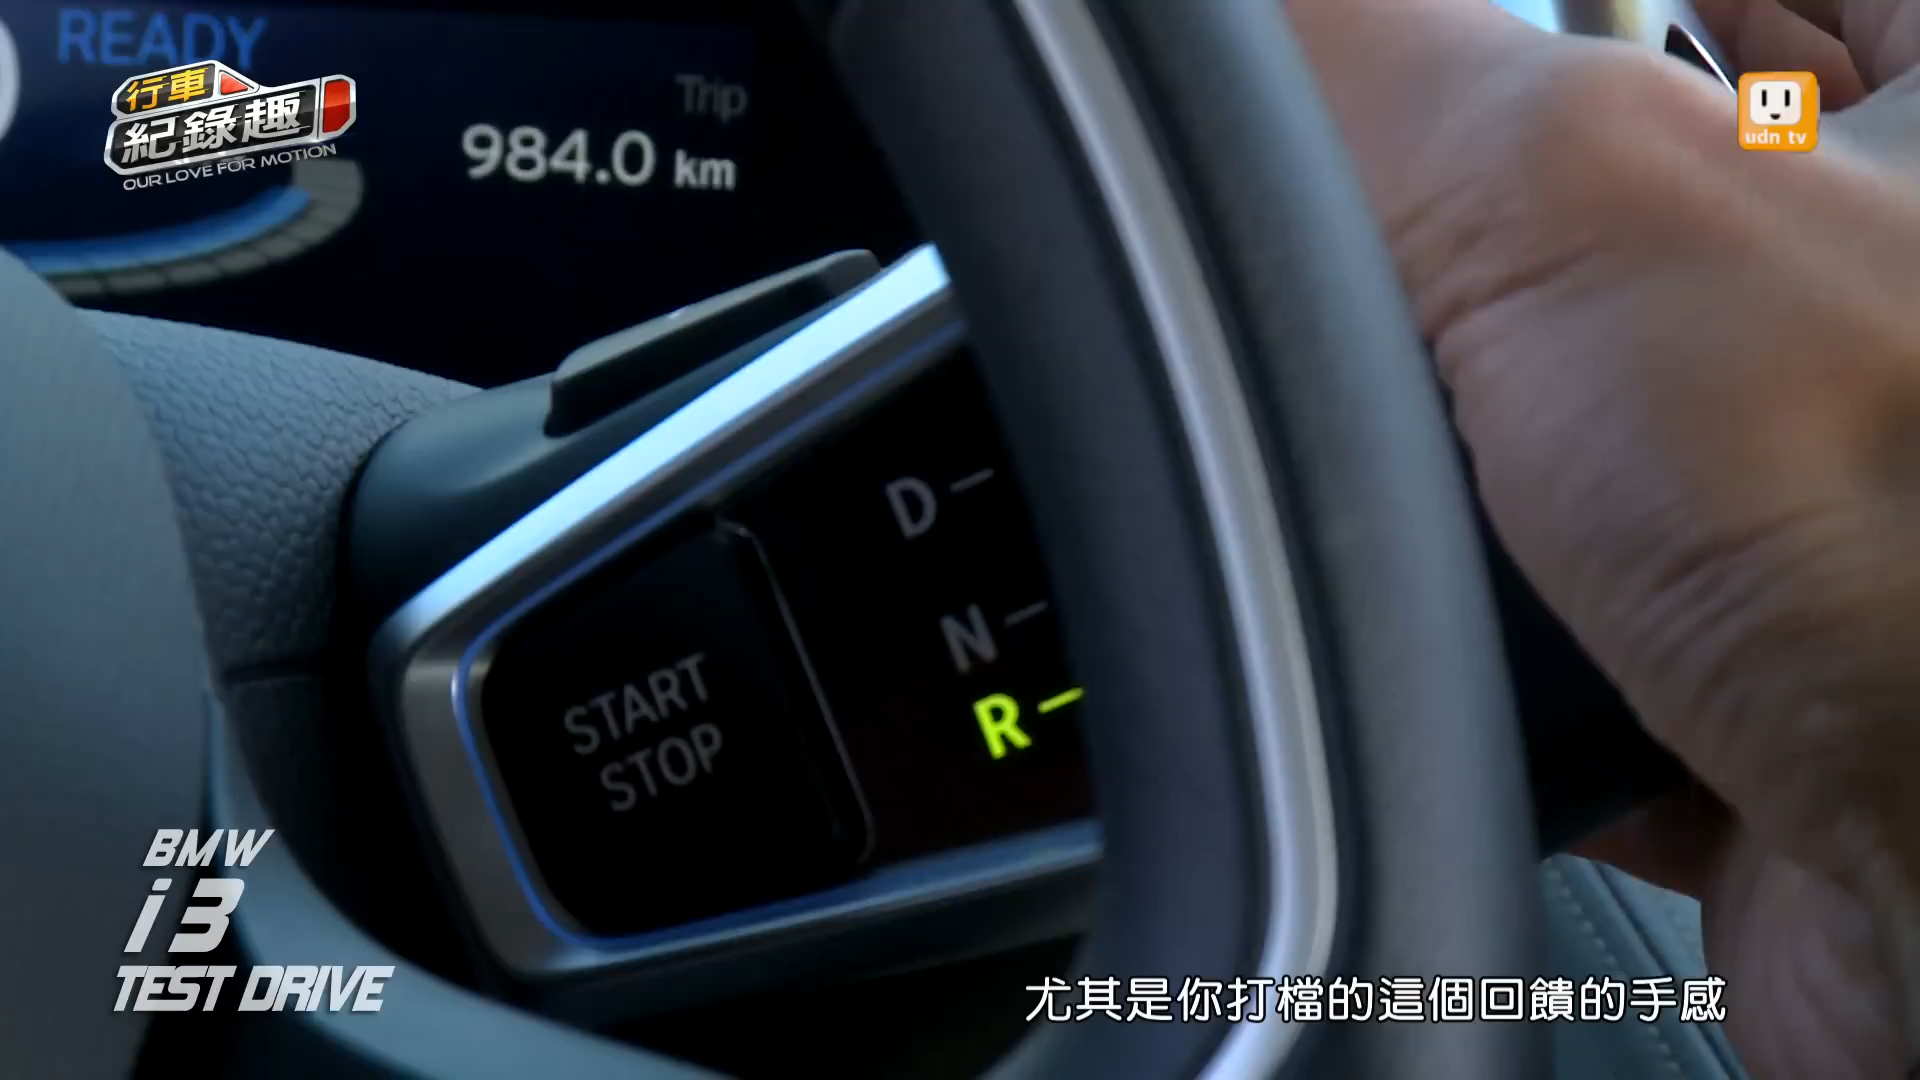 READY
行車
紀錄趣
OUR LOVE FOR MOTION
Trip
984.0 km
udn tv
D
N
R
START
STOP
BMW
i3
TEST DRIVE
尤其是你打檔的這個回饋的手感